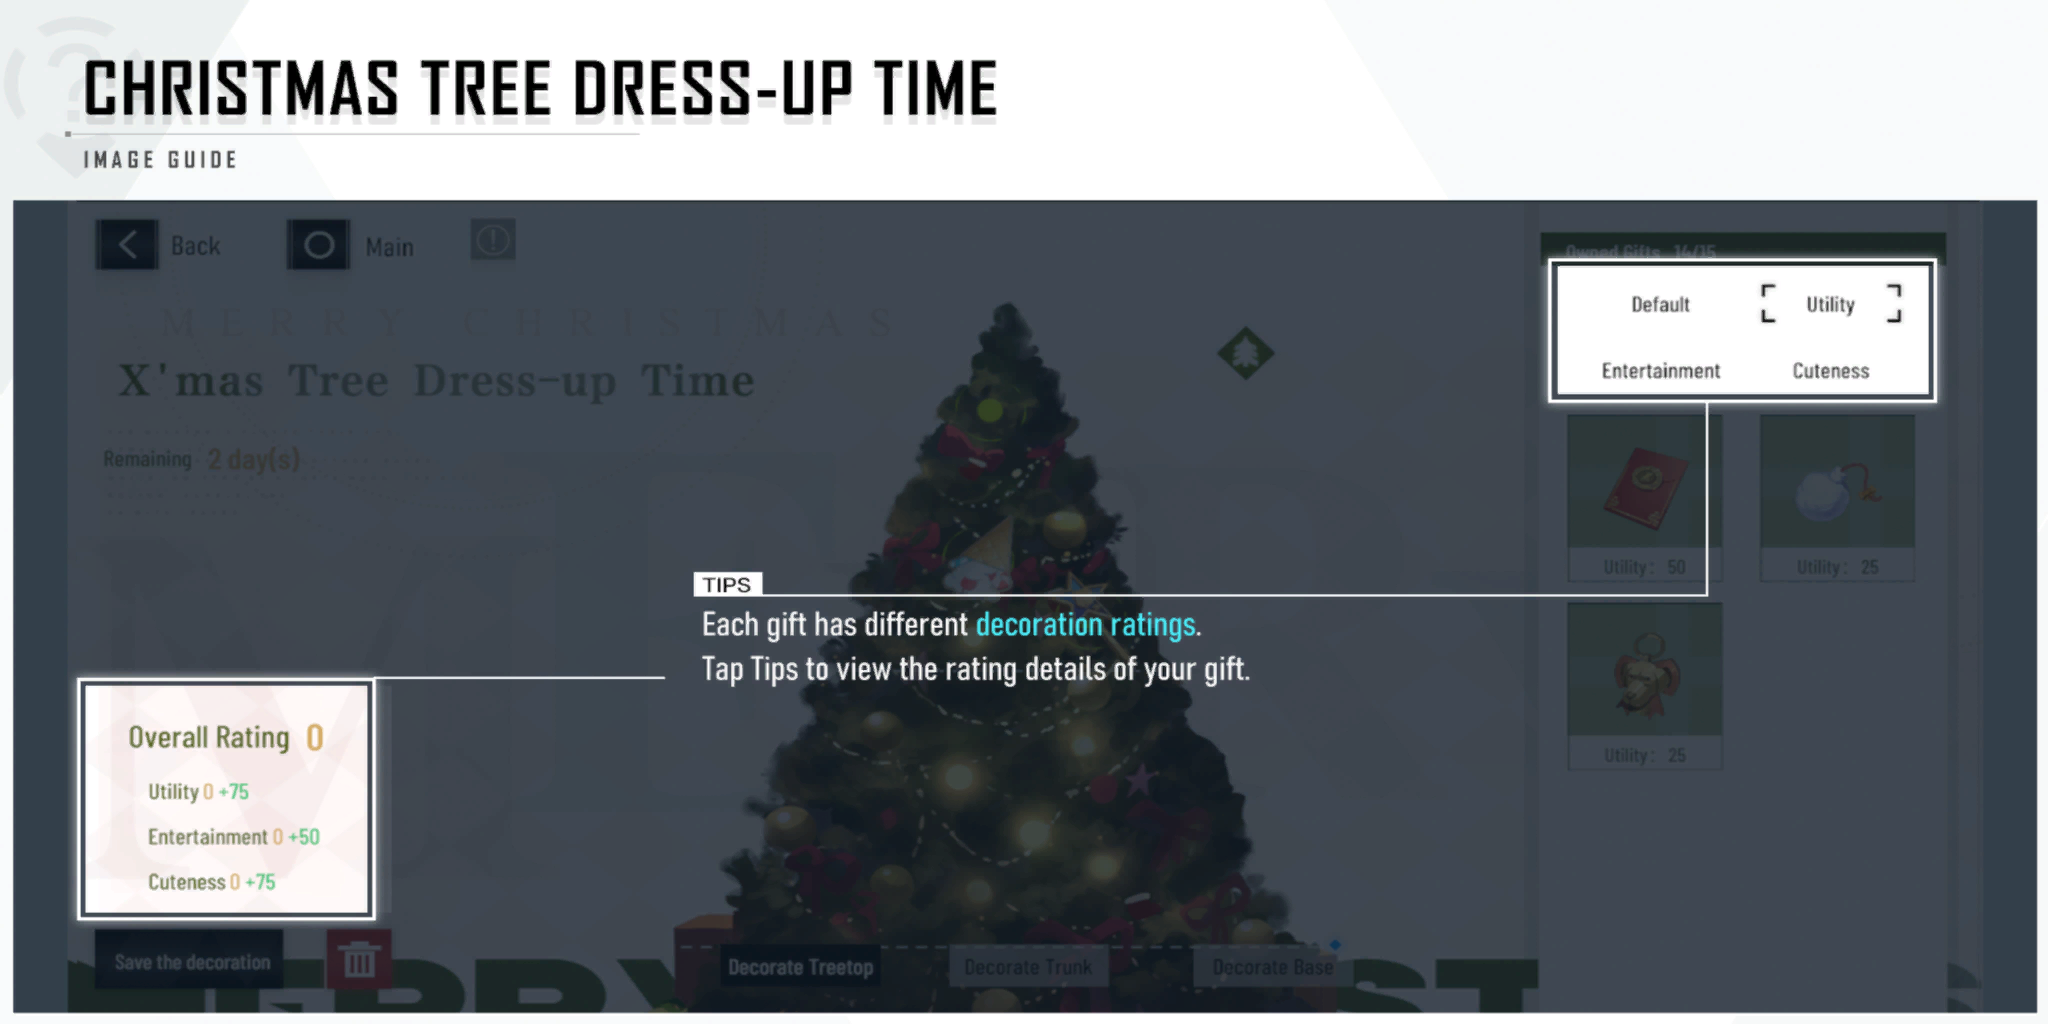 CHRISTMAS TREE DRESS-UP TIME
IMAGE GUIDE
Back
Main
Owned Gifts 14/15
MERRY CHRISTMAS
X'mas Tree Dress-up Time
Remaining 2 day(s)
Default
Utility
Entertainment
Cuteness
Utility: 50
Utility: 25
Utility: 25
TIPS
Each gift has different decoration ratings.
Tap Tips to view the rating details of your gift.
Overall Rating 0
Utility 0 +75
Entertainment 0 +50
Cuteness 0 +75
Save the decoration
Decorate Treetop
Decorate Trunk
Decorate Base